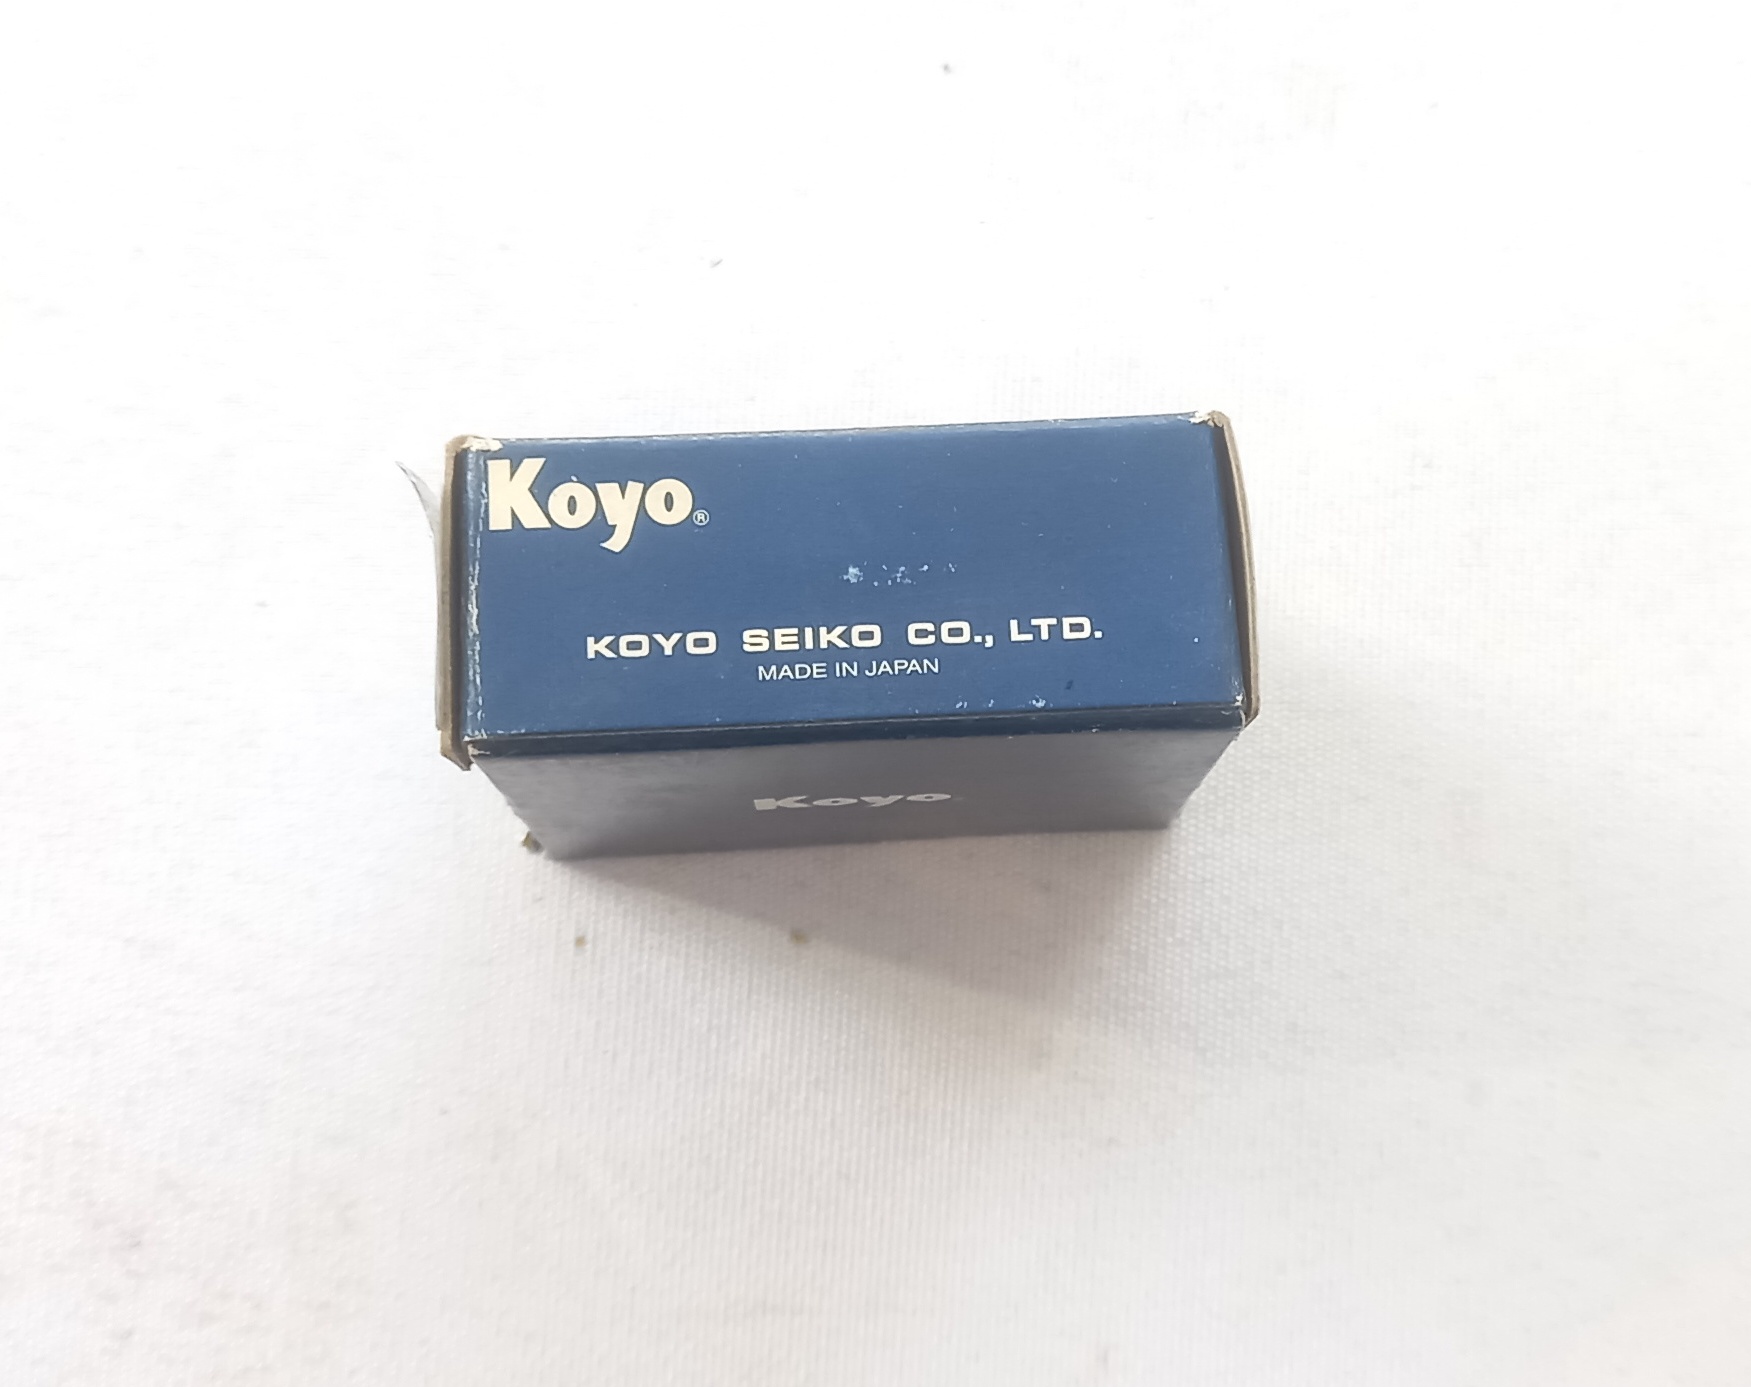 Koyo®
KOYO SEIKO CO., LTD.
MADE IN JAPAN
Koyo